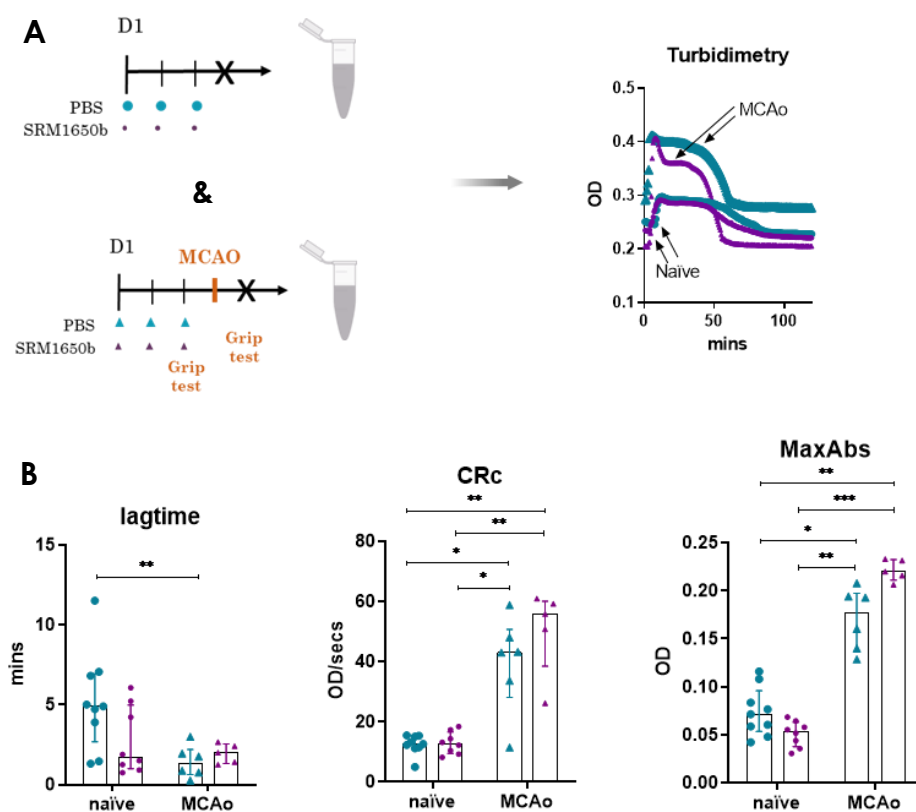 A
D1
PBS
SRM1650b
&
D1
MCAO
PBS
SRM1650b
Grip
test
Grip
test
Turbidimetry
0.5
0.4
0.3
0.2
0.1
OD
MCAo
Naïve
0 50 100
mins
B
lagtime
**
15
10
5
0
mins
naïve MCAo
CRc
**
**
*
*
80
60
40
20
0
OD/secs
naïve MCAo
MaxAbs
**
***
*
**
0.25
0.20
0.15
0.10
0.05
0.00
OD
naïve MCAo